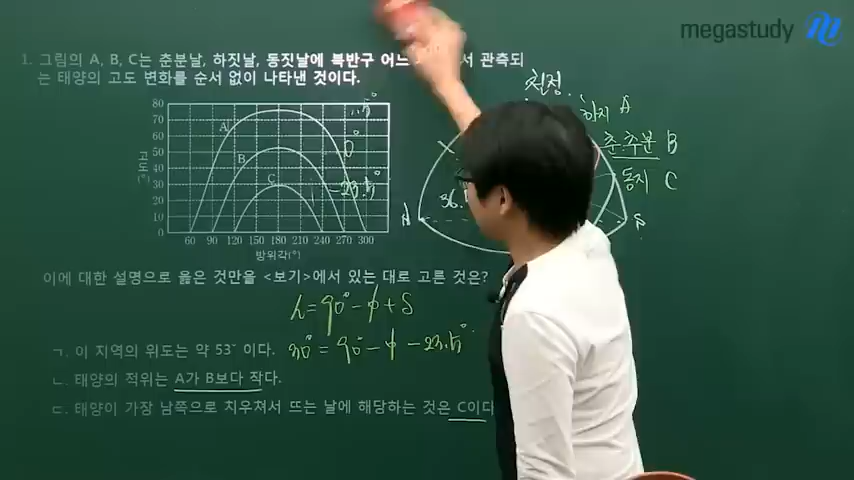 megastudy
1. 그림의 A, B, C는 춘분날, 하짓날, 동짓날에 북반구 어느 서 관측되
는 태양의 고도 변화를 순서 없이 나타낸 것이다.
천정
하지 A
춘·추분 B
동지 C
36.
S
고도(°)
80
70
60
50
40
30
20
10
0
A
B
C
0°
-23.5°
60 90 120 150 180 210 240 270 300
방위각(°)
이에 대한 설명으로 옳은 것만을 <보기>에서 있는 대로 고른 것은?
h=90°-φ+δ
ㄱ. 이 지역의 위도는 약 53° 이다.
30°=90°-φ-23.5°
ㄴ. 태양의 적위는 A가 B보다 작다.
ㄷ. 태양이 가장 남쪽으로 치우쳐서 뜨는 날에 해당하는 것은 C이다